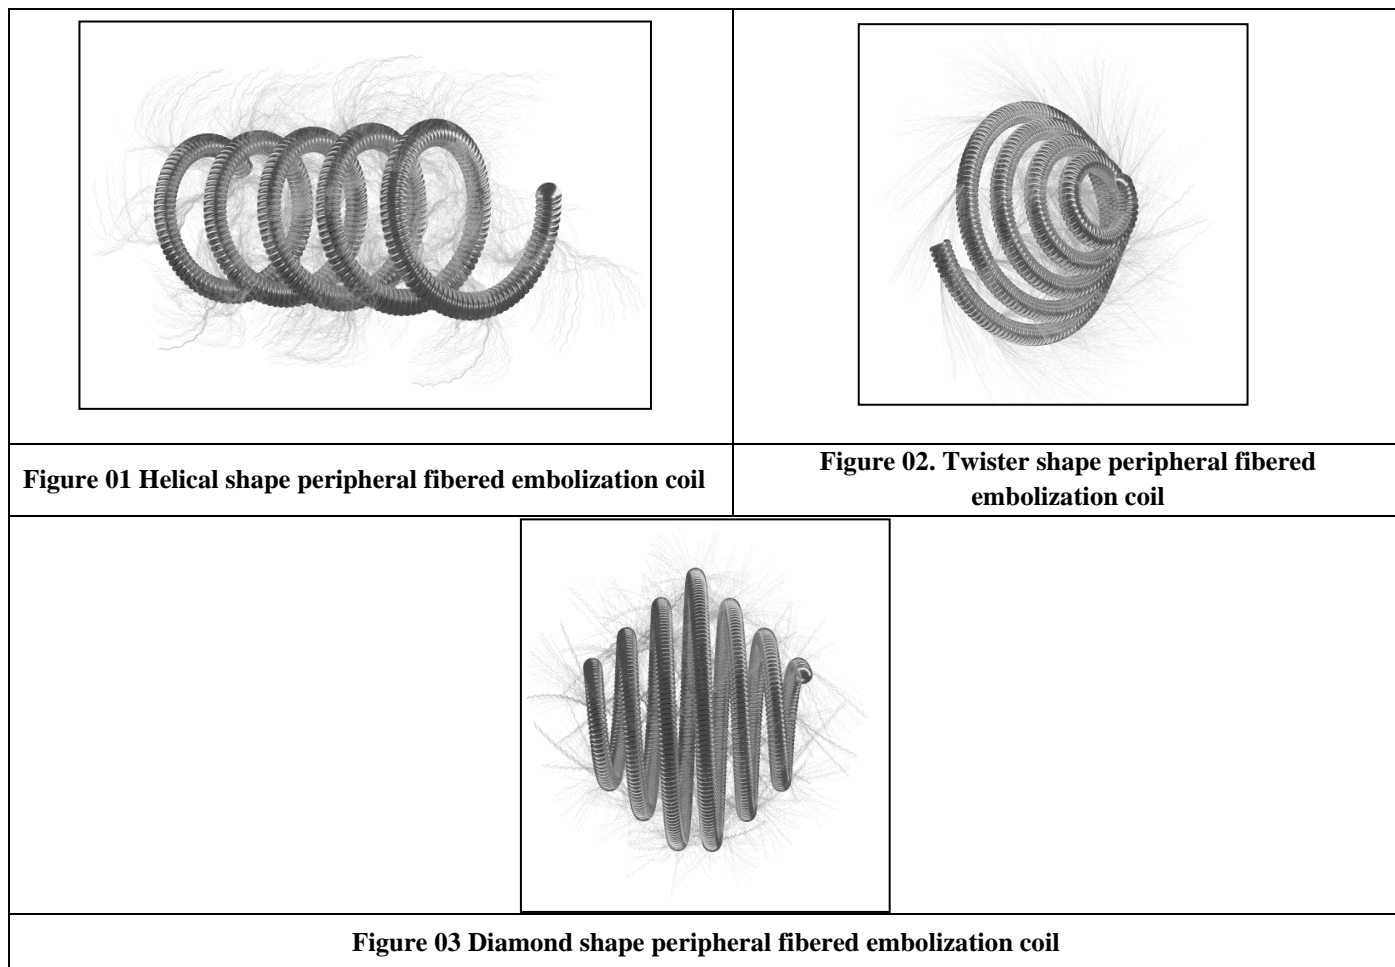 Figure 01 Helical shape peripheral fibered embolization coil
Figure 02. Twister shape peripheral fibered
embolization coil
Figure 03 Diamond shape peripheral fibered embolization coil